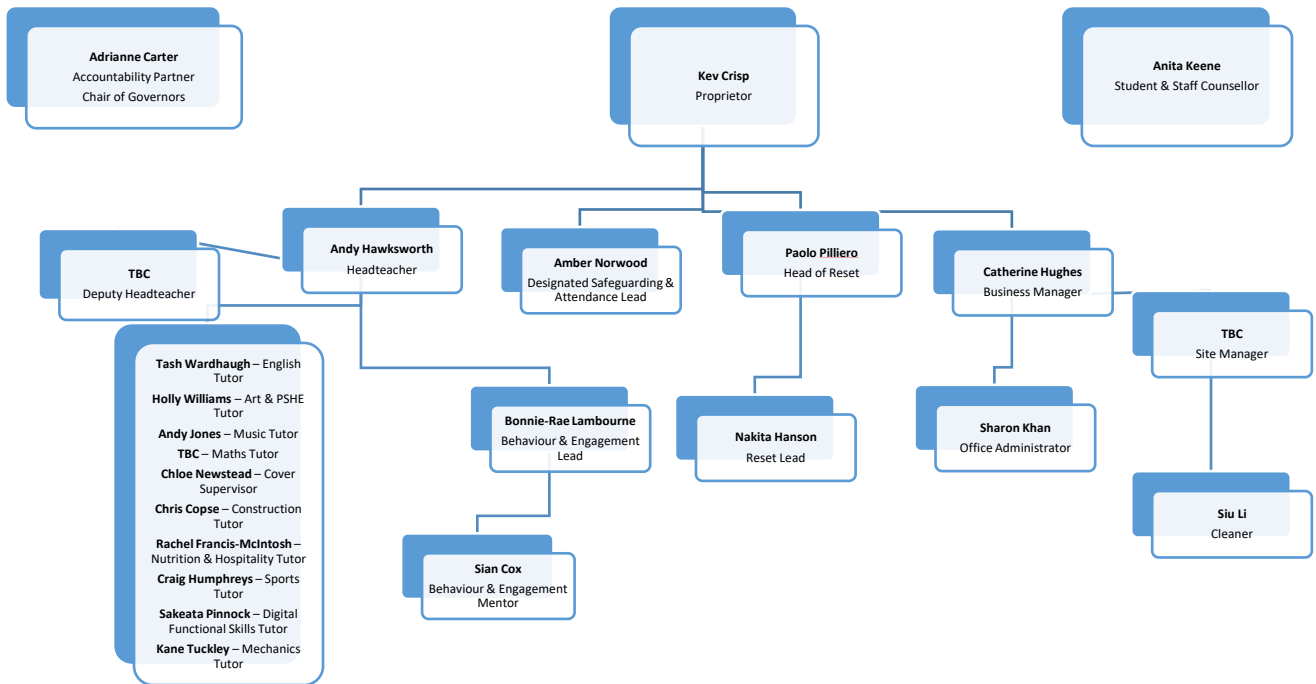 Adrianne Carter
Accountability Partner
Chair of Governors
Kev Crisp
Proprietor
Anita Keene
Student & Staff Counsellor
Andy Hawksworth
Headteacher
TBC
Deputy Headteacher
Amber Norwood
Designated Safeguarding &
Attendance Lead
Paolo Pilliero
Head of Reset
Catherine Hughes
Business Manager
TBC
Site Manager
Tash Wardhaugh – English
Tutor
Holly Williams – Art & PSHE
Tutor
Andy Jones – Music Tutor
TBC – Maths Tutor
Chloe Newstead – Cover
Supervisor
Chris Copse – Construction
Tutor
Rachel Francis-McIntosh –
Nutrition & Hospitality Tutor
Craig Humphreys – Sports
Tutor
Sakeata Pinnock – Digital
Functional Skills Tutor
Kane Tuckley – Mechanics
Tutor
Bonnie-Rae Lambourne
Behaviour & Engagement
Lead
Nakita Hanson
Reset Lead
Sharon Khan
Office Administrator
Siu Li
Cleaner
Sian Cox
Behaviour & Engagement
Mentor